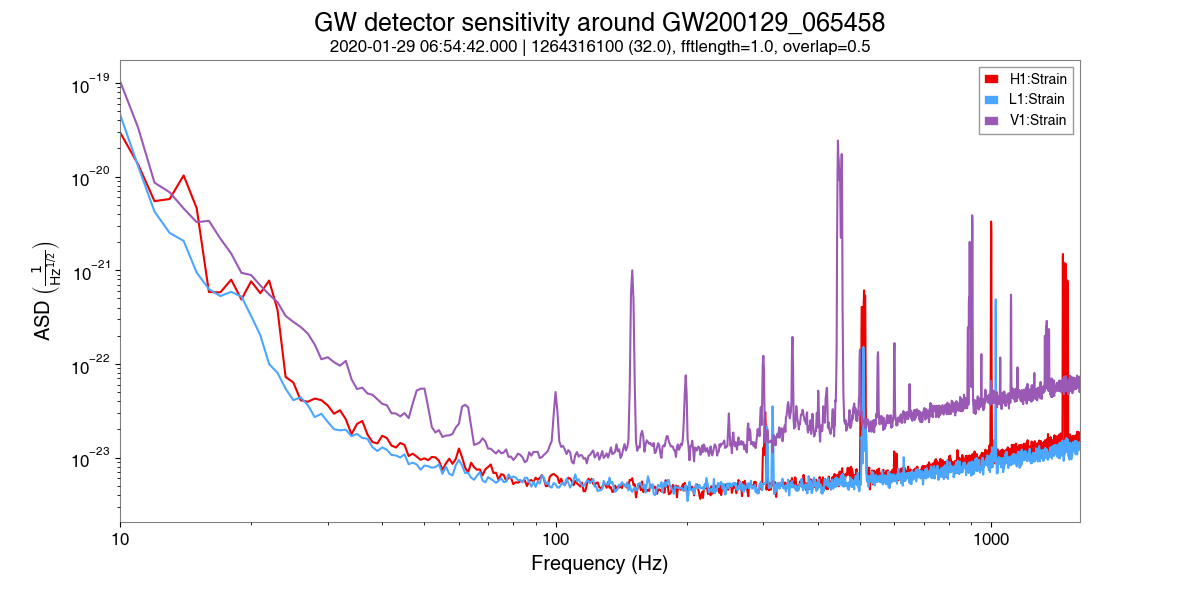 GW detector sensitivity around GW200129_065458
2020-01-29 06:54:42.000 | 1264316100 (32.0), fftlength=1.0, overlap=0.5
H1:Strain
L1:Strain
V1:Strain
ASD (1/Hz^1/2)
10^−19
10^−20
10^−21
10^−22
10^−23
10
100
1000
Frequency (Hz)